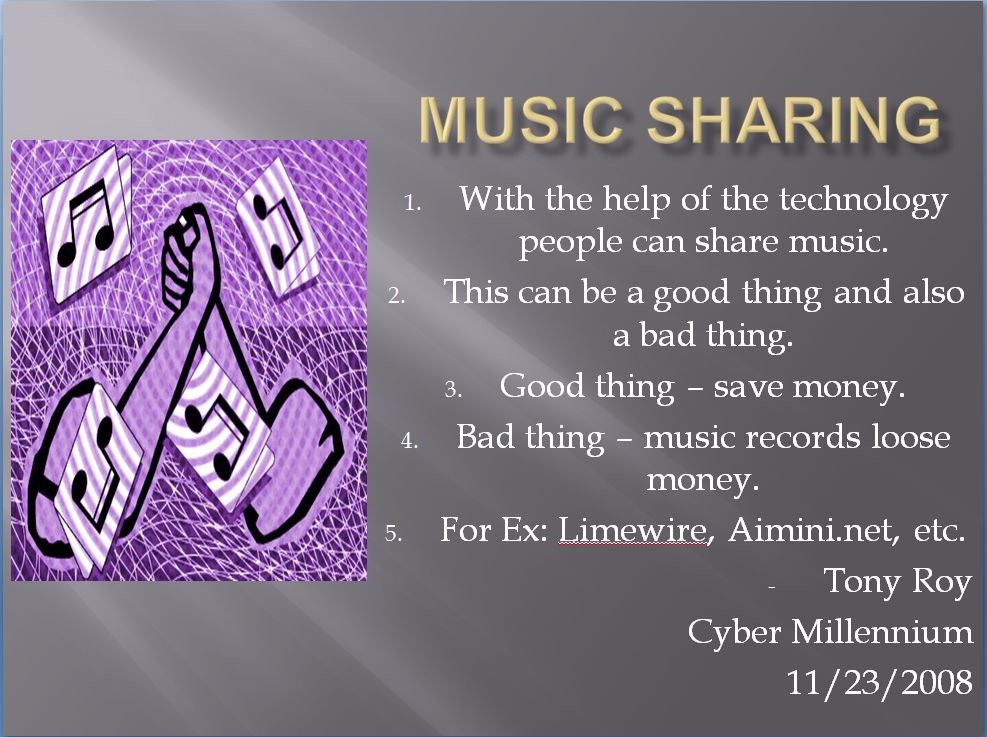 MUSIC SHARING
1. With the help of the technology
people can share music.
2. This can be a good thing and also
a bad thing.
3. Good thing – save money.
4. Bad thing – music records loose
money.
5. For Ex: Limewire, Aimini.net, etc.
- Tony Roy
Cyber Millennium
11/23/2008